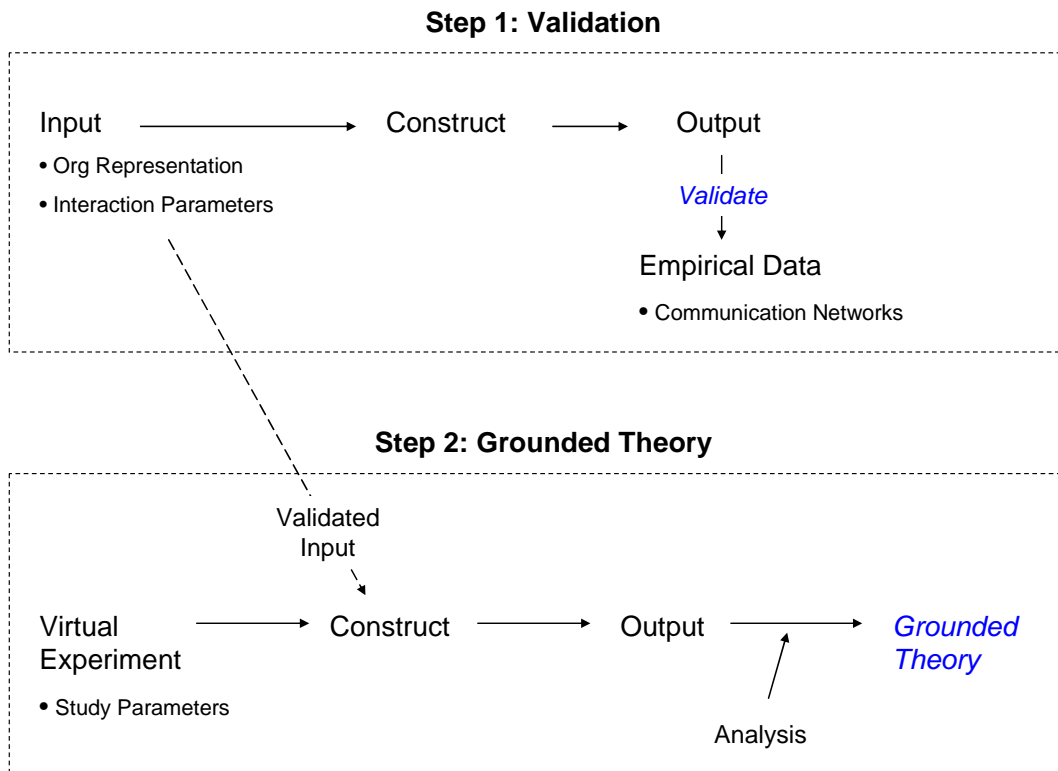 Step 1: Validation
Input
Construct
Output
• Org Representation
• Interaction Parameters
Validate
Empirical Data
• Communication Networks
Step 2: Grounded Theory
Validated
Input
Virtual
Experiment
Construct
Output
Grounded
Theory
• Study Parameters
Analysis